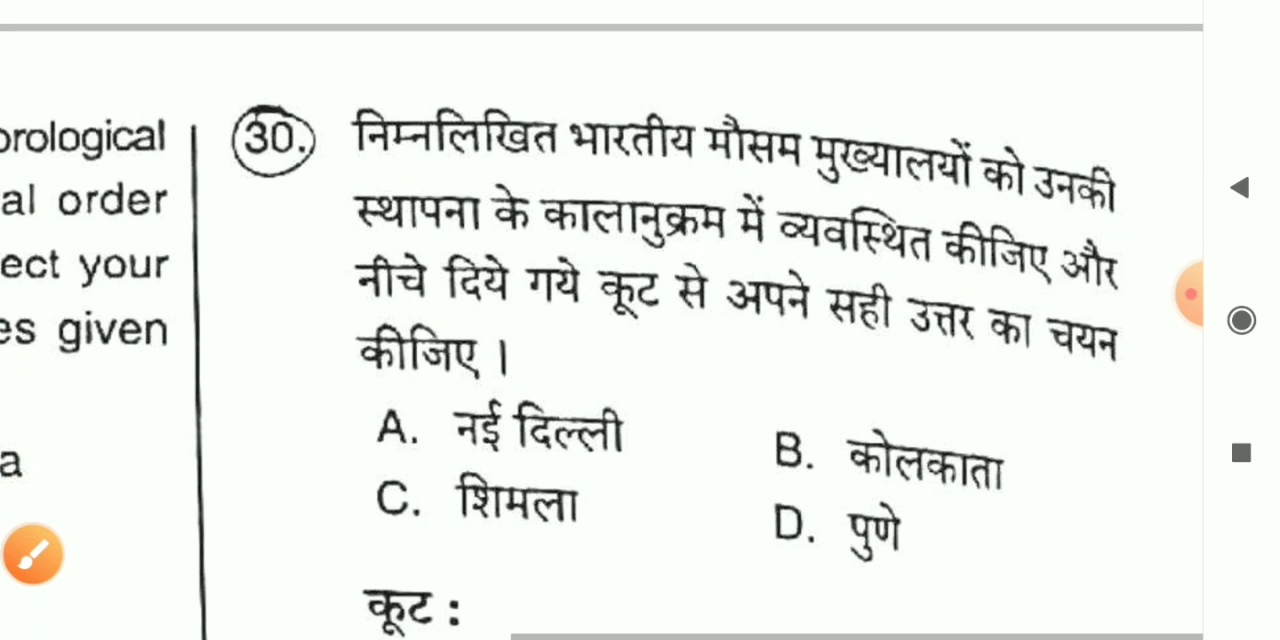 orological
al order
ect your
es given
a
30. निम्नलिखित भारतीय मौसम मुख्यालयों को उनकी
स्थापना के कालानुक्रम में व्यवस्थित कीजिए और
नीचे दिये गये कूट से अपने सही उत्तर का चयन
कीजिए ।
A. नई दिल्ली B. कोलकाता
C. शिमला D. पुणे
कूट :